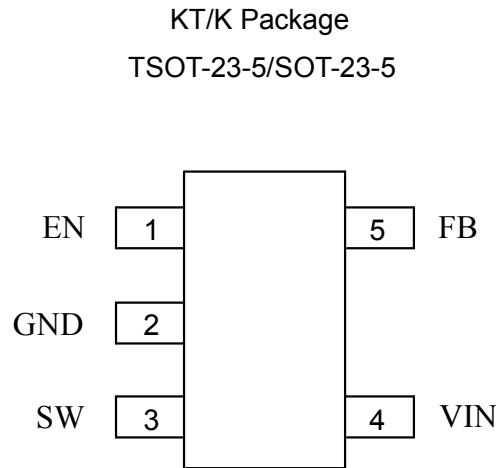 KT/K Package
TSOT-23-5/SOT-23-5
EN 1 5 FB
GND 2
SW 3 4 VIN